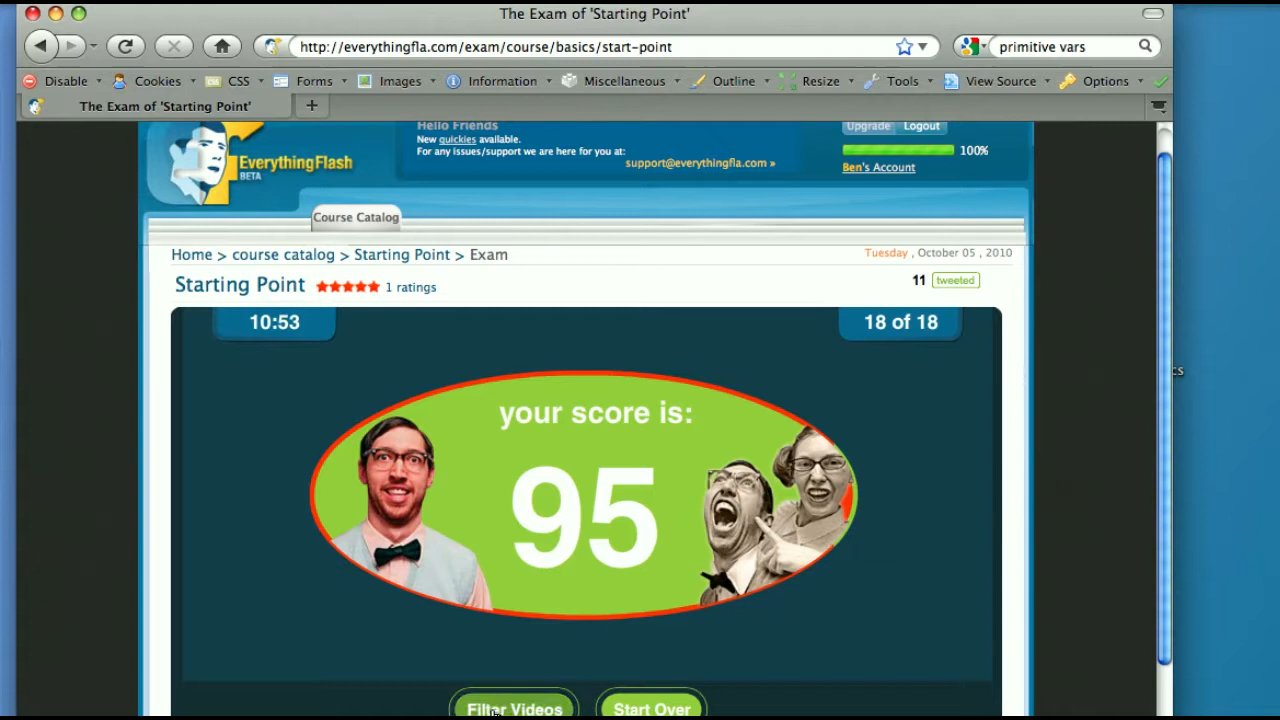 The Exam of 'Starting Point'
http://everythingfla.com/exam/course/basics/start-point
primitive vars
Disable Cookies CSS Forms Images Information Miscellaneous Outline Resize Tools View Source Options
The Exam of 'Starting Point'
+
Hello Friends
New quickies available.
For any issues/support we are here for you at:
support@everythingfla.com »
Upgrade Logout
100%
Ben's Account
EverythingFlash
BETA
Course Catalog
Home > course catalog > Starting Point > Exam
Tuesday , October 05 , 2010
Starting Point 1 ratings
11 tweeted
10:53
18 of 18
your score is:
95
Filter Videos Start Over
cs